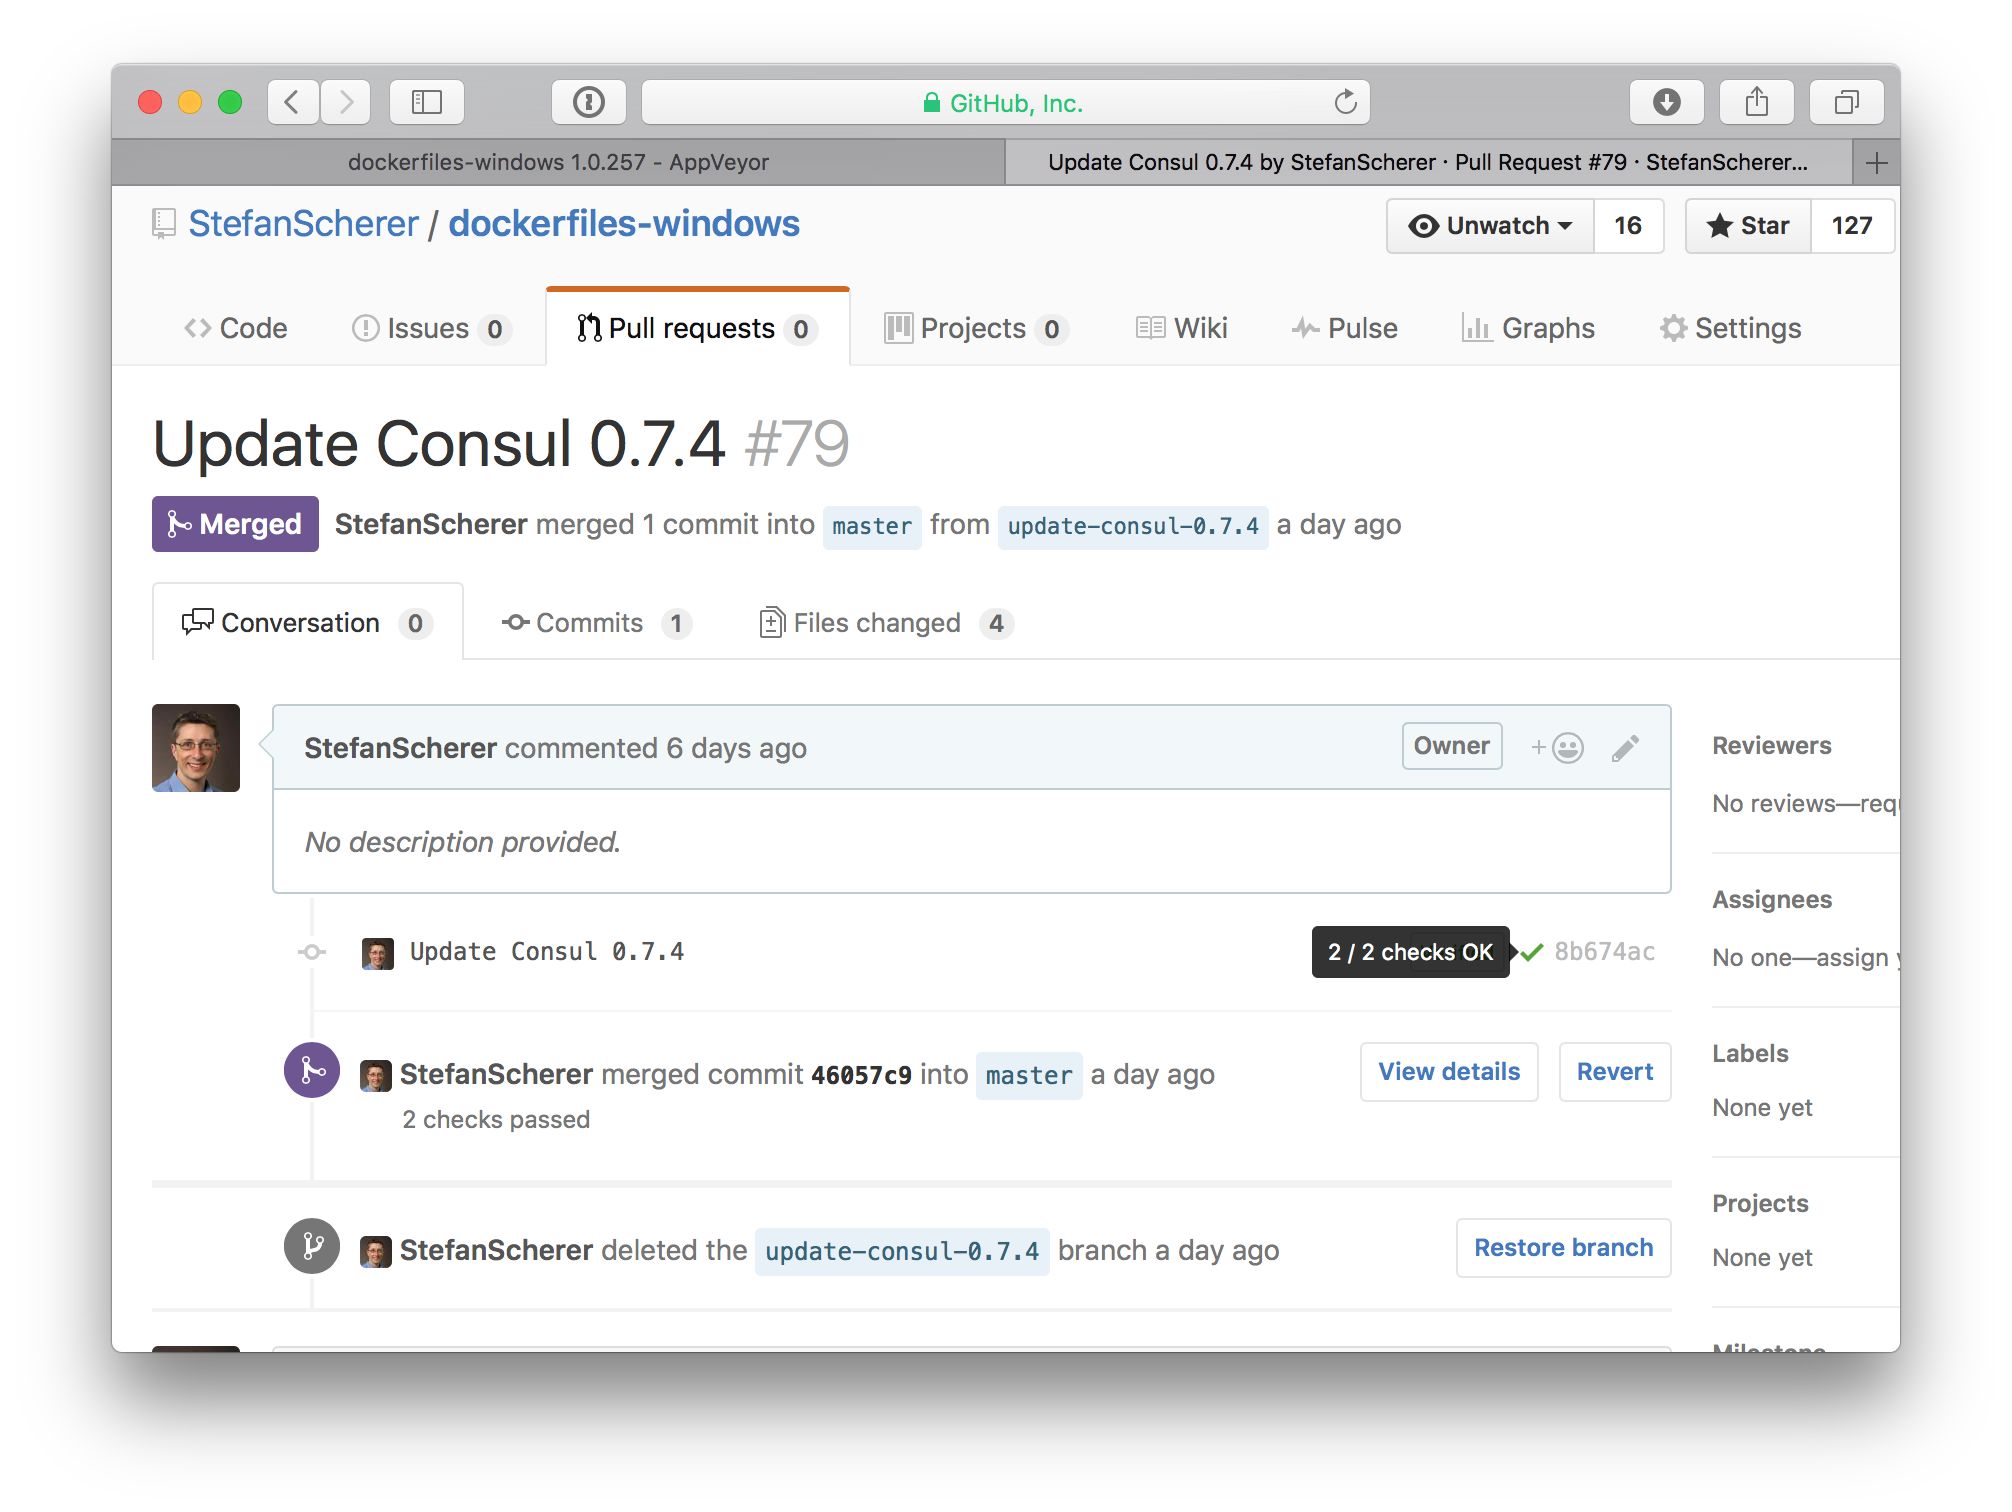 GitHub, Inc.
dockerfiles-windows 1.0.257 - AppVeyor
Update Consul 0.7.4 by StefanScherer · Pull Request #79 · StefanScherer...
StefanScherer / dockerfiles-windows
Unwatch 16 Star 127
Code Issues 0 Pull requests 0 Projects 0 Wiki Pulse Graphs Settings
Update Consul 0.7.4 #79
Merged StefanScherer merged 1 commit into master from update-consul-0.7.4 a day ago
Conversation 0 Commits 1 Files changed 4
StefanScherer commented 6 days ago Owner
No description provided.
Update Consul 0.7.4 2 / 2 checks OK 8b674ac
StefanScherer merged commit 46057c9 into master a day ago View details Revert
2 checks passed
StefanScherer deleted the update-consul-0.7.4 branch a day ago Restore branch
Reviewers
No reviews—requ
Assignees
No one—assign y
Labels
None yet
Projects
None yet
Milestone